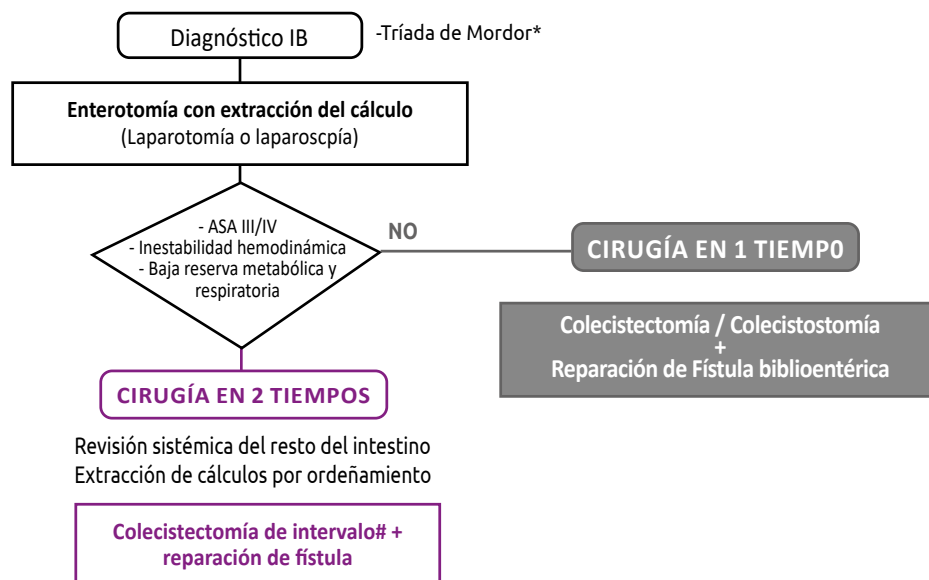 Diagnóstico IB
-Tríada de Mordor*
Enterotomía con extracción del cálculo
(Laparotomía o laparoscpía)
- ASA III/IV
- Inestabilidad hemodinámica
- Baja reserva metabólica y
respiratoria
NO
CIRUGÍA EN 1 TIEMP0
Colecistectomía / Colecistostomía
+
Reparación de Fístula biblioentérica
CIRUGÍA EN 2 TIEMPOS
Revisión sistémica del resto del intestino
Extracción de cálculos por ordeñamiento
Colecistectomía de intervalo# +
reparación de fistula